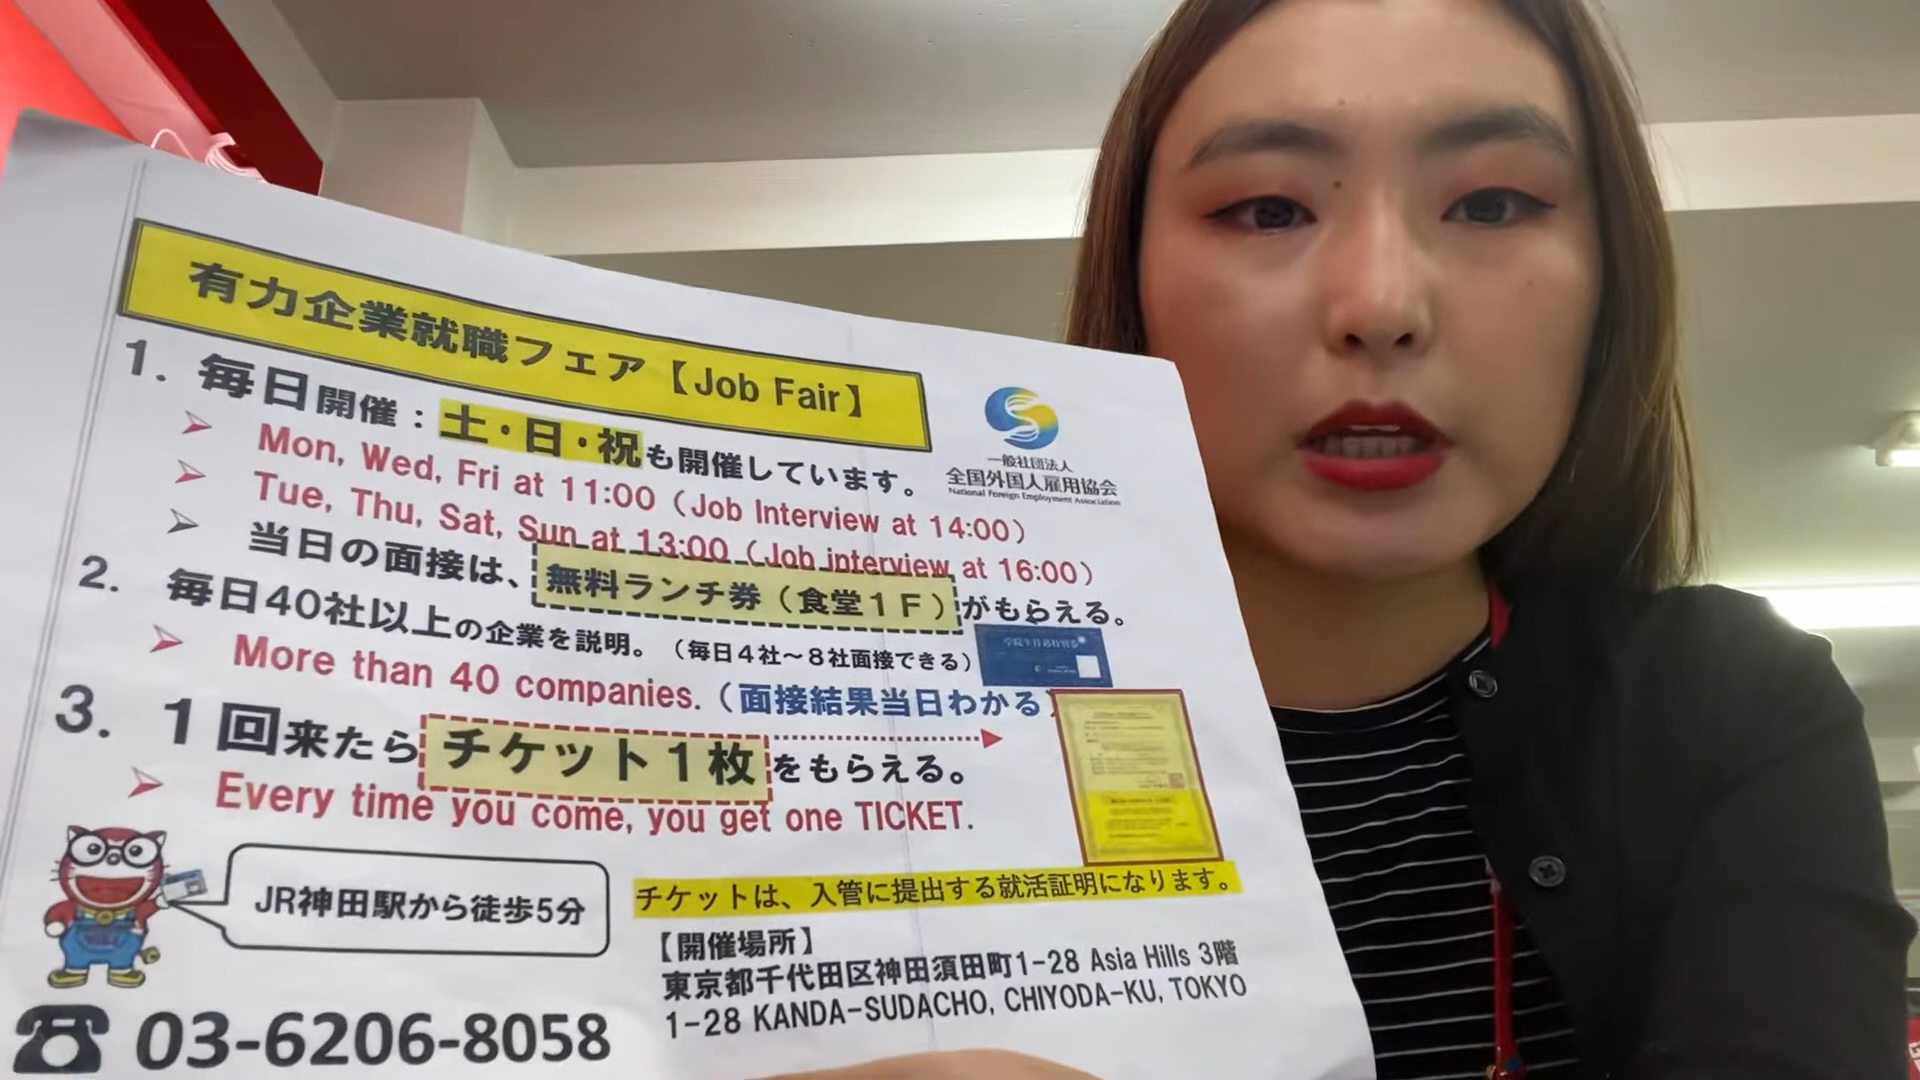 有力企業就職フェア【Job Fair】
1. 毎日開催：土・日・祝も開催しています。
Mon, Wed, Fri at 11:00（Job Interview at 14:00）
Tue, Thu, Sat, Sun at 13:00（Job interview at 16:00）
当日の面接は、無料ランチ券（食堂１Ｆ）がもらえる。
2. 毎日40社以上の企業を説明。（毎日４社～８社面接できる）
More than 40 companies.（面接結果当日わかる）
3. １回来たらチケット１枚をもらえる。
Every time you come, you get one TICKET.
一般社団法人
全国外国人雇用協会
National Foreign Employment Association
JR神田駅から徒歩5分
03-6206-8058
チケットは、入管に提出する就活証明になります。
【開催場所】
東京都千代田区神田須田町1-28 Asia Hills 3階
1-28 KANDA-SUDACHO, CHIYODA-KU, TOKYO